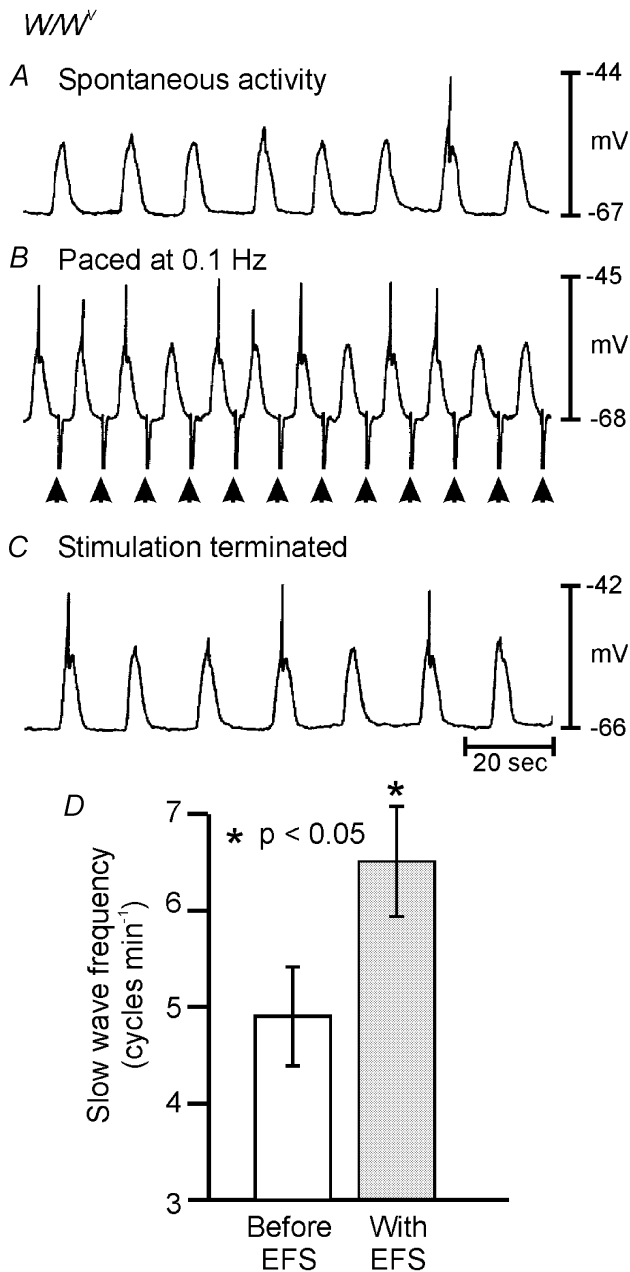 W/Wᵛ
A Spontaneous activity
-44
mV
-67
B Paced at 0.1 Hz
-45
mV
-68
C Stimulation terminated
-42
mV
-66
20 sec
D
7
6
5
4
3
Slow wave frequency
(cycles min⁻¹)
* p < 0.05
*
Before
EFS
With
EFS